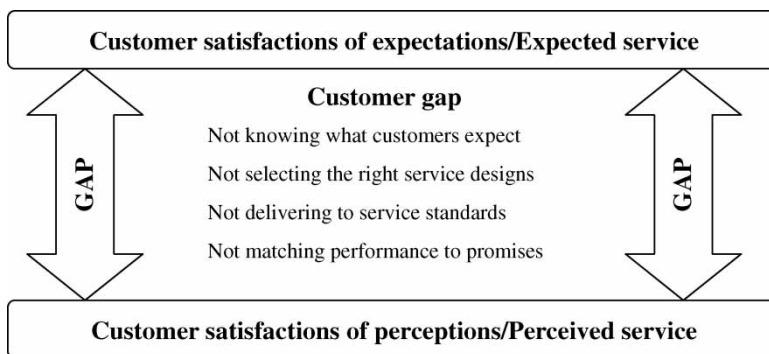 Customer satisfactions of expectations/Expected service
Customer gap
Not knowing what customers expect
Not selecting the right service designs
Not delivering to service standards
Not matching performance to promises
GAP
GAP
Customer satisfactions of perceptions/Perceived service